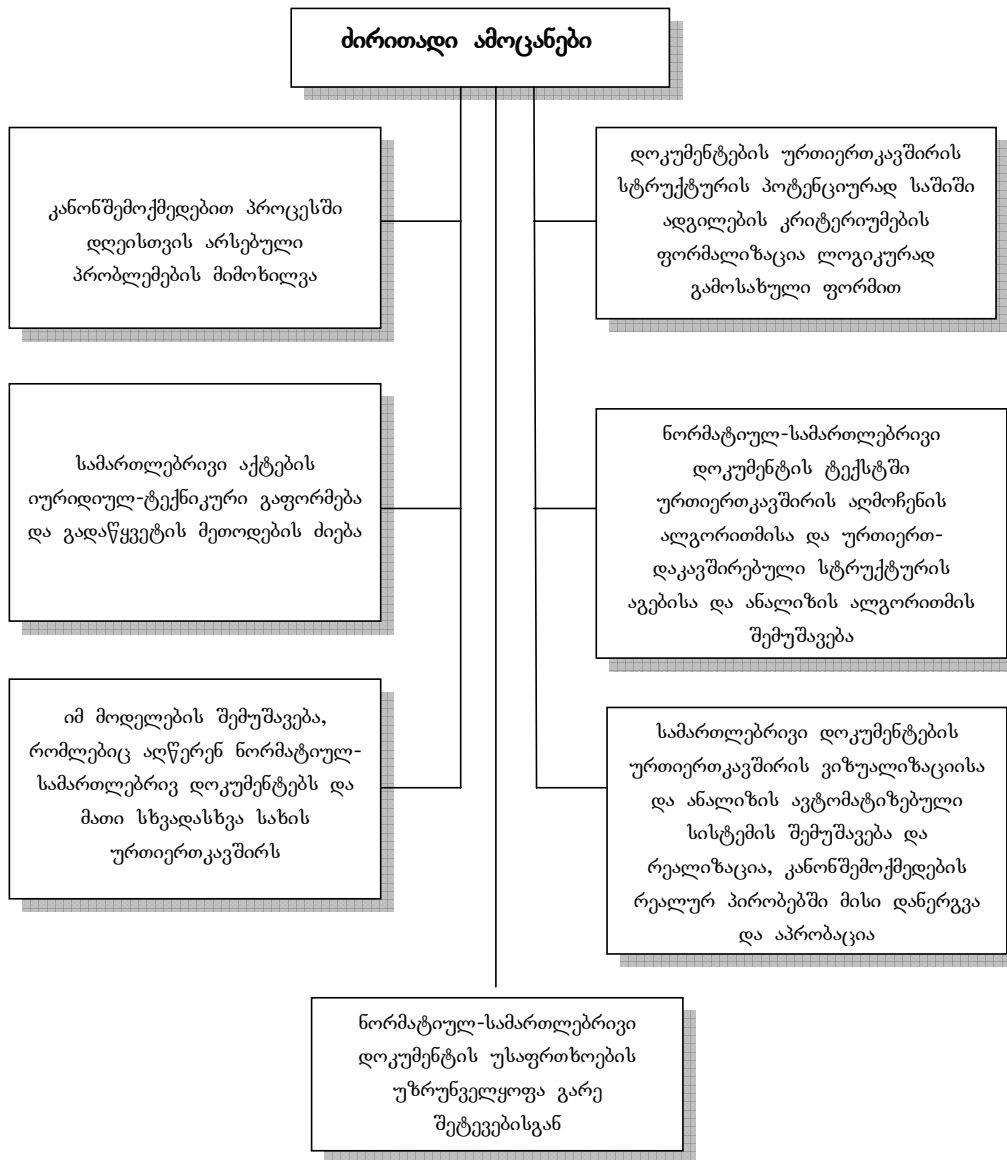 ძირითადი ამოცანები
კანონშემოქმედებით პროცესში
დღეისთვის არსებული
პრობლემების მიმოხილვა
სამართლებრივი აქტების
იურიდიულ-ტექნიკური გაფორმება
და გადაწყვეტის მეთოდების ძიება
იმ მოდელების შემუშავება,
რომლებიც აღწერენ ნორმატიულ-
სამართლებრივ დოკუმენტებს და
მათი სხვადასხვა სახის
ურთიერთკავშირს
დოკუმენტების ურთიერთკავშირის
სტრუქტურის პოტენციურად საშიში
ადგილების კრიტერიუმების
ფორმალიზაცია ლოგიკურად
გამოსახული ფორმით
ნორმატიულ-სამართლებრივი
დოკუმენტის ტექსტში
ურთიერთკავშირის აღმოჩენის
ალგორითმისა და ურთიერთ-
დაკავშირებული სტრუქტურის
აგებისა და ანალიზის ალგორითმის
შემუშავება
სამართლებრივი დოკუმენტების
ურთიერთკავშირის ვიზუალიზაციისა
და ანალიზის ავტომატიზებული
სისტემის შემუშავება და
რეალიზაცია, კანონშემოქმედების
რეალურ პირობებში მისი დანერგვა
და აპრობაცია
ნორმატიულ-სამართლებრივი
დოკუმენტის უსაფრთხოების
უზრუნველყოფა გარე
შეტევებისგან